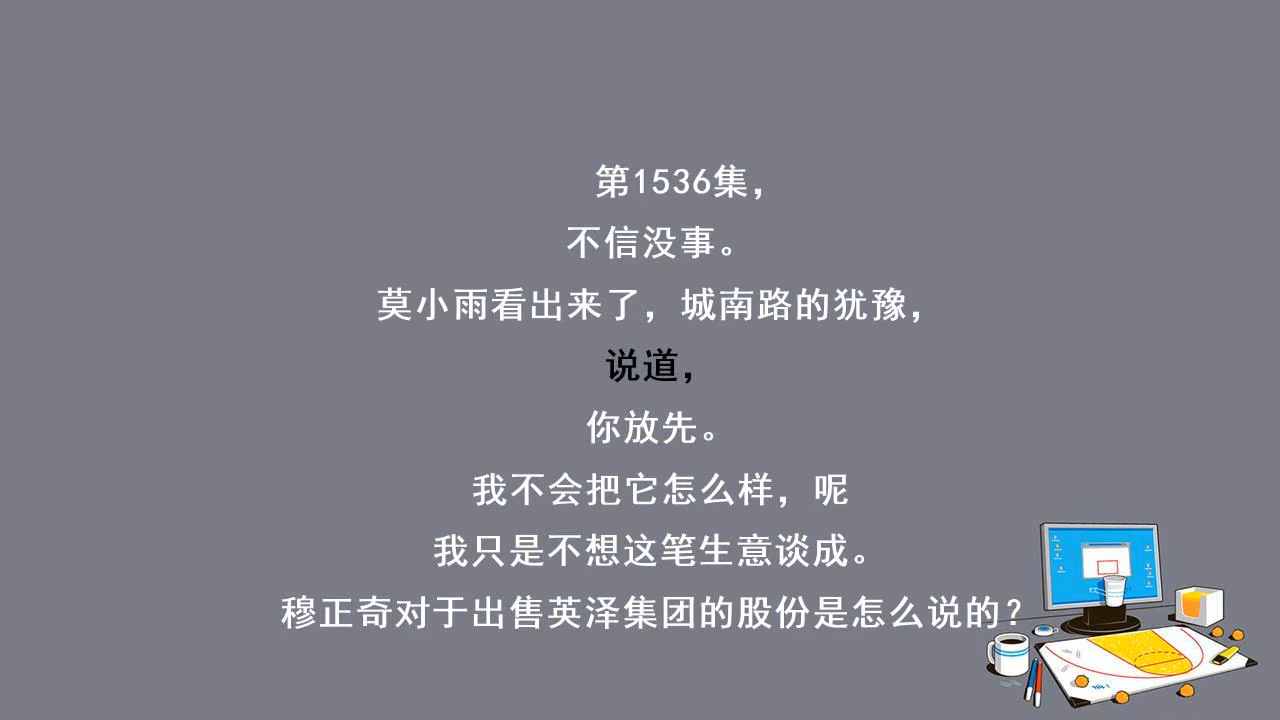 第1536集，
不信没事。
莫小雨看出来了，城南路的犹豫，
说道，
你放先。
我不会把它怎么样，呢
我只是不想这笔生意谈成。
穆正奇对于出售英泽集团的股份是怎么说的？